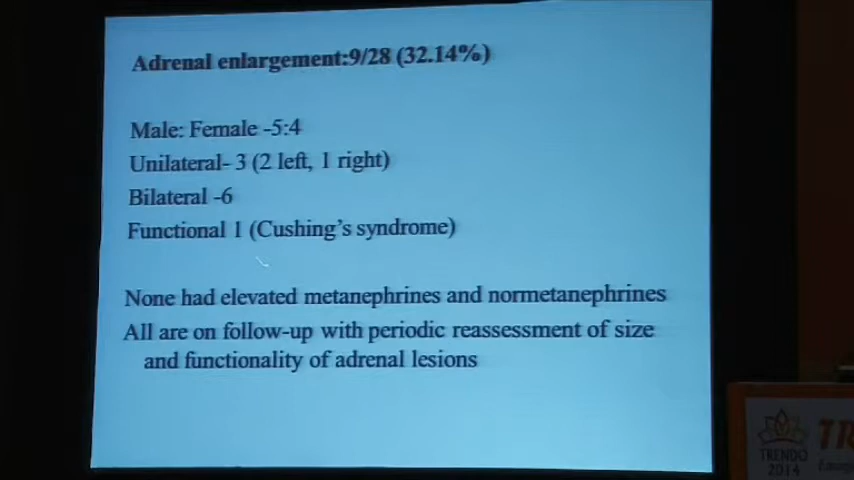 Adrenal enlargement:9/28 (32.14%)
Male: Female -5:4
Unilateral- 3 (2 left, 1 right)
Bilateral -6
Functional 1 (Cushing's syndrome)
None had elevated metanephrines and normetanephrines
All are on follow-up with periodic reassessment of size
and functionality of adrenal lesions
TRENDO
2014